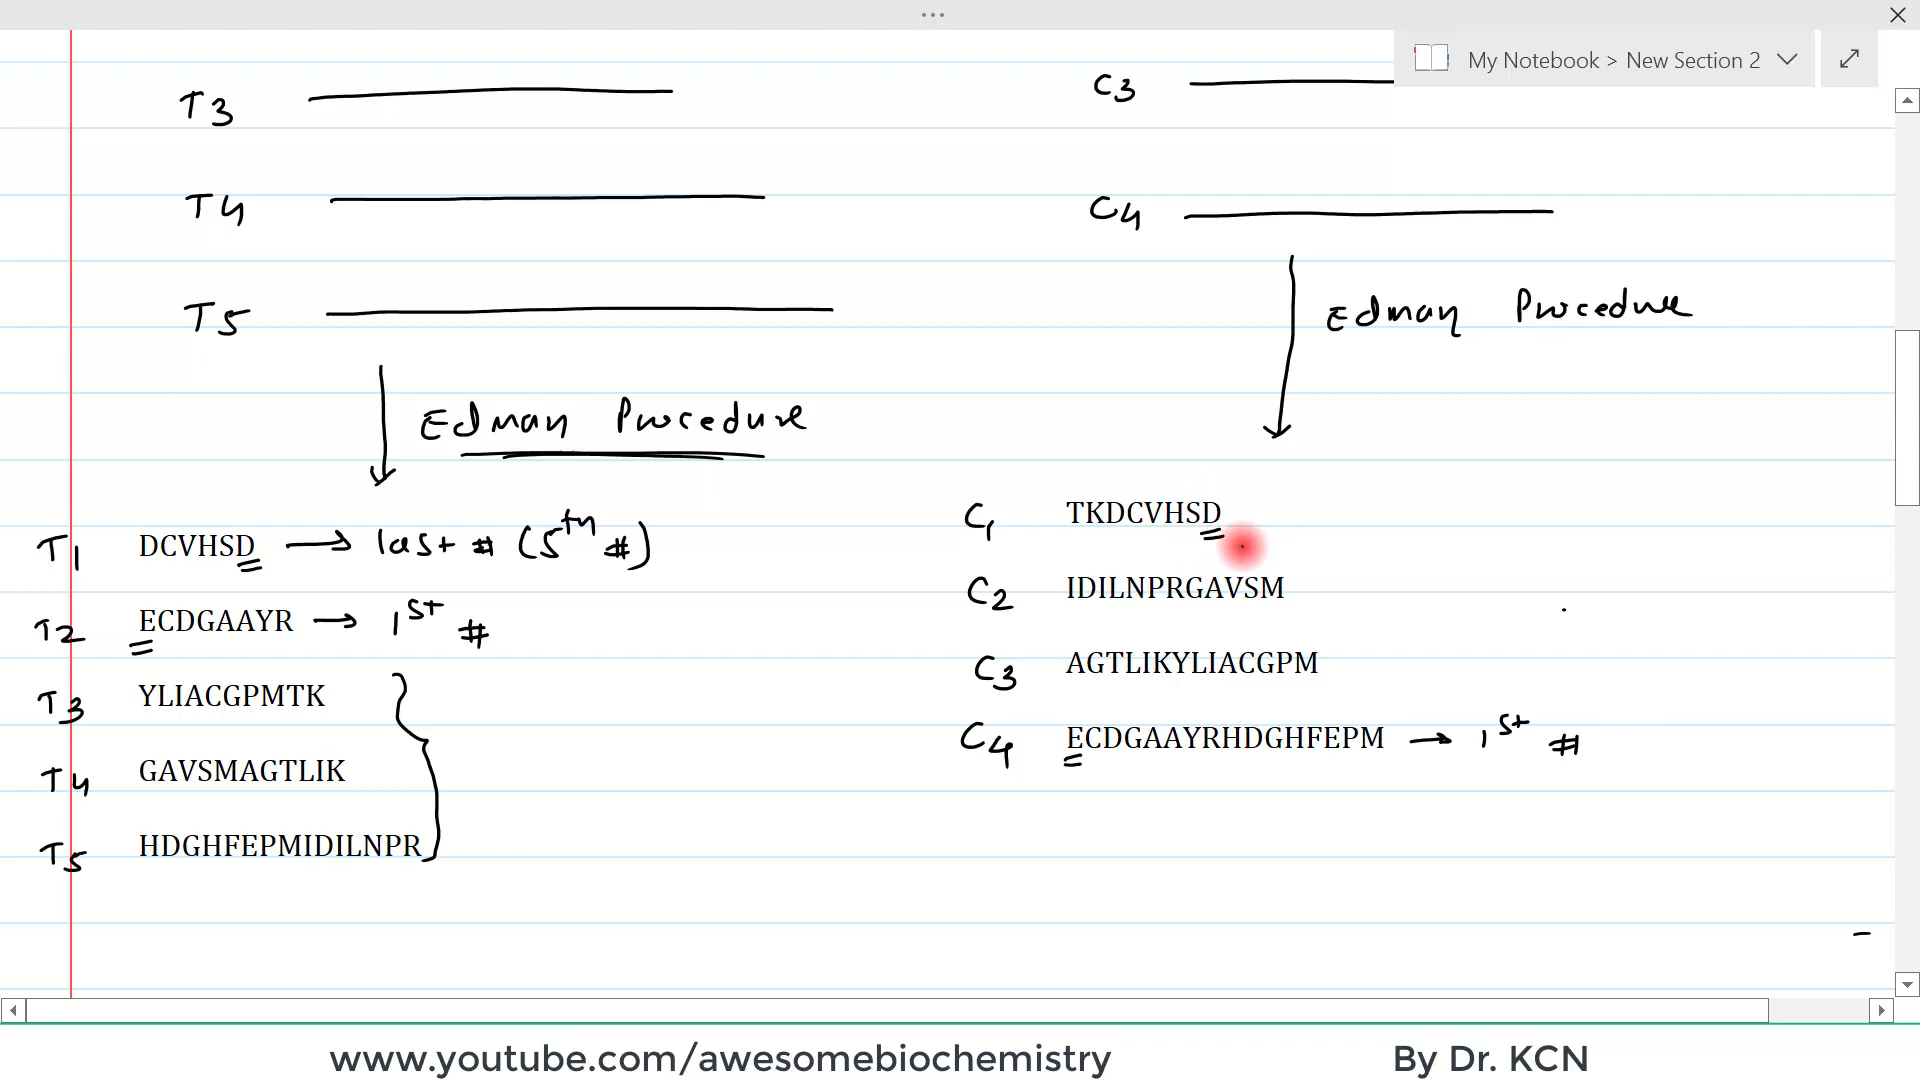 My Notebook > New Section 2
T3
C3
T4
C4
T5
Edman Procedure
Edman Procedure
T1 DCVHSD → last # (5th #)
T2 ECDGAAYR → 1st #
T3 YLIACGPMTK
T4 GAVSMAGTLIK
T5 HDGHFEPMIDILNPR
C1 TKDCVHSD
C2 IDILNPRGAVSM
C3 AGTLIKYLIACGPM
C4 ECDGAAYRHDGHFEPM → 1st #
www.youtube.com/awesomebiochemistry
By Dr. KCN